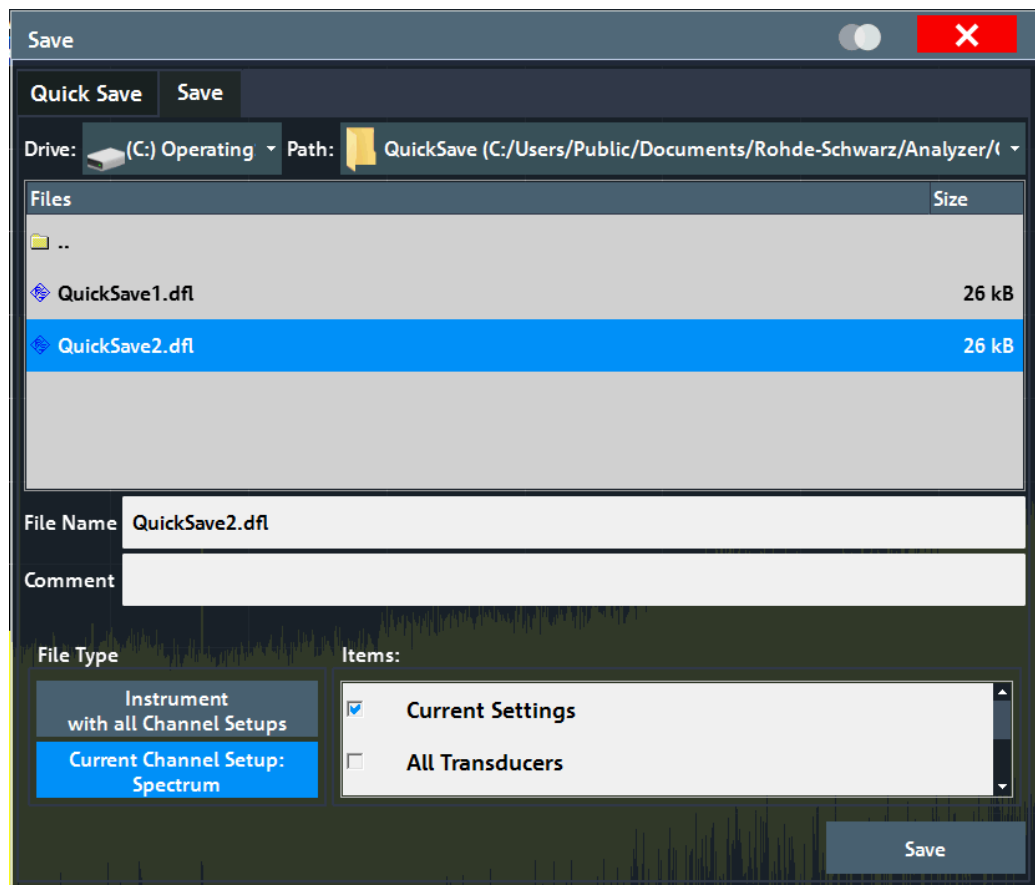 Save
Quick Save Save
Drive: (C:) Operating Path: QuickSave (C:/Users/Public/Documents/Rohde-Schwarz/Analyzer/(
Files Size
..
QuickSave1.dfl 26 kB
QuickSave2.dfl 26 kB
File Name QuickSave2.dfl
Comment
File Type Items:
Instrument
with all Channel Setups
Current Channel Setup:
Spectrum
Current Settings
All Transducers
Save